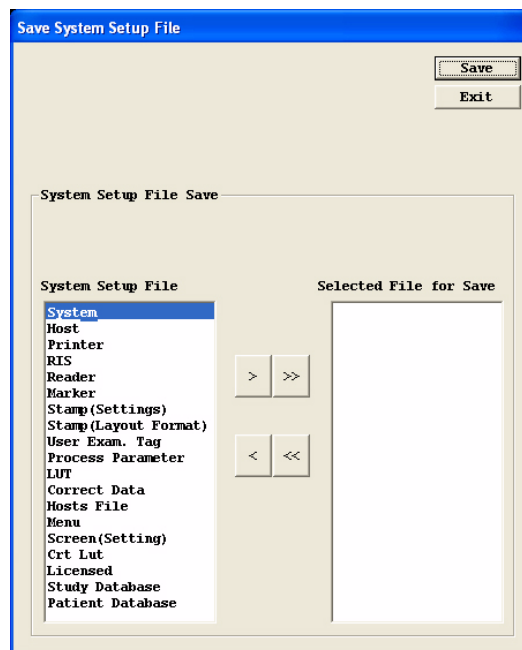 Save System Setup File
Save
Exit
System Setup File Save
System Setup File
Selected File for Save
System
Host
Printer
RIS
Reader
Marker
Stamp(Settings)
Stamp(Layout Format)
User Exam. Tag
Process Parameter
LUT
Correct Data
Hosts File
Menu
Screen(Setting)
Crt Lut
Licensed
Study Database
Patient Database
> >>
< <<